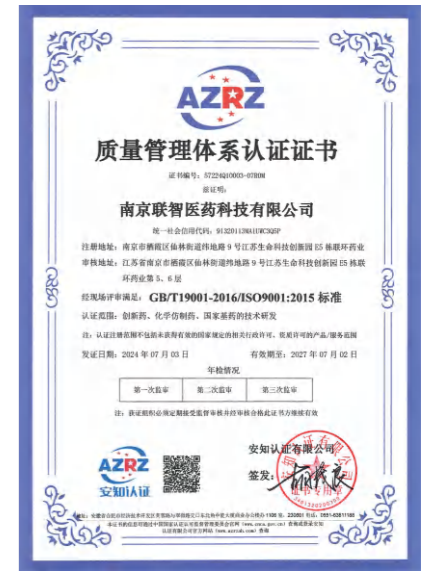 AZRZ
质量管理体系认证证书
证书编号：57224Q10003-07R0M
兹证明：
南京联智医药科技有限公司
统一社会信用代码：91320113MA1UWC3Q5P
注册地址：南京市栖霞区仙林街道纬地路 9 号江苏生命科技创新园 E5 栋联环药业
审核地址：江苏省南京市栖霞区仙林街道纬地路 9 号江苏生命科技创新园 E5 栋联
环药业第 5、6 层
经现场评审满足：GB/T19001-2016/ISO9001:2015 标准
认证范围：创新药、化学仿制药、国家基药的技术研发
注：认证注册范围不包括未获得有效的国家规定的相关行政许可、资质许可的产品/服务范围
发证日期：2024 年 07 月 03 日 有效期至：2027 年 07 月 02 日
年检情况
第一次监审 第二次监审 第三次监审
注：获证组织必须定期接受监督审核并经审核合格此证书方继续有效
安知认证有限公司
签发：
AZRZ
安知认证
证书专用章